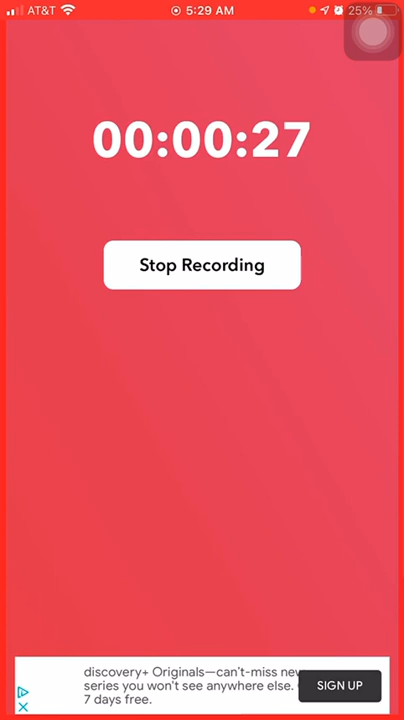 AT&T 5:29 AM 25%
00:00:27
Stop Recording
discovery+ Originals—can't-miss new
series you won't see anywhere else.
7 days free.
SIGN UP